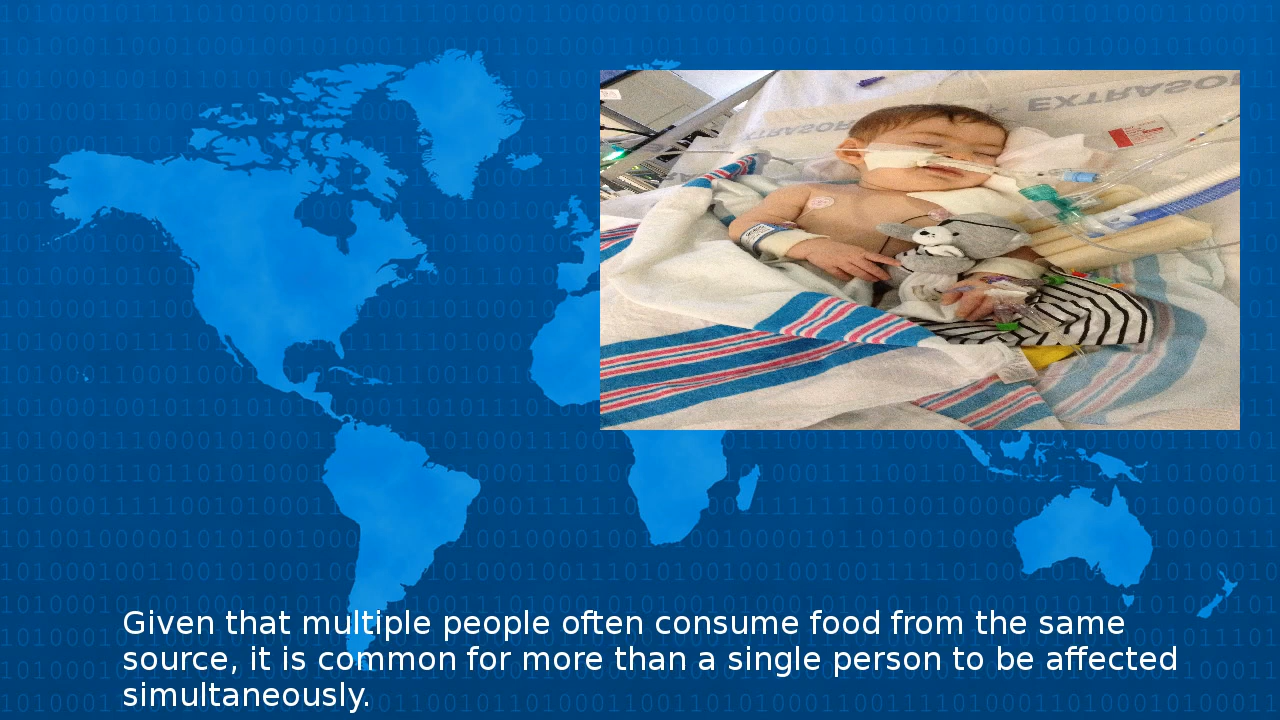 EXTRASO
Given that multiple people often consume food from the same
source, it is common for more than a single person to be affected
simultaneously.